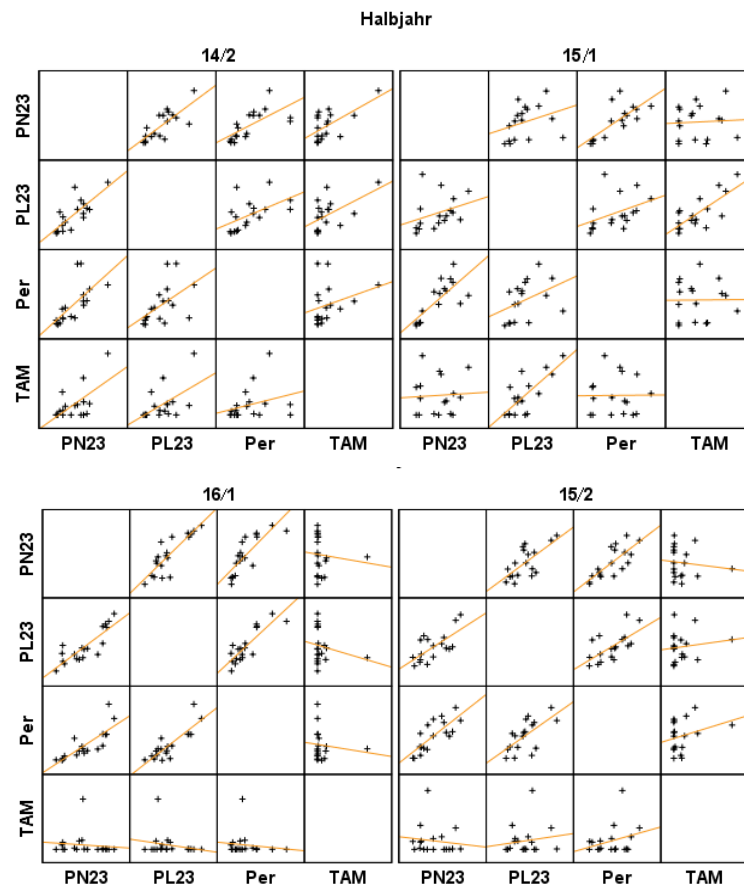 Halbjahr
14/2 15/1
PN23
PL23
Per
TAM
PN23 PL23 Per TAM PN23 PL23 Per TAM
16/1 15/2
PN23
PL23
Per
TAM
PN23 PL23 Per TAM PN23 PL23 Per TAM